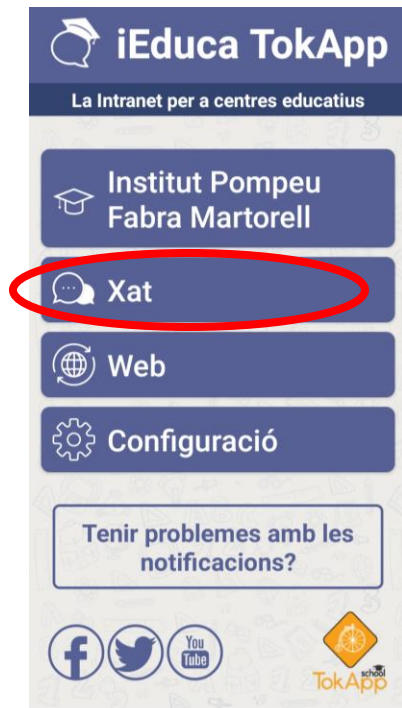 iEduca TokApp
La Intranet per a centres educatius
Institut Pompeu
Fabra Martorell
Xat
Web
Configuració
Tenir problemes amb les
notificacions?
You
Tube
school
TokApp